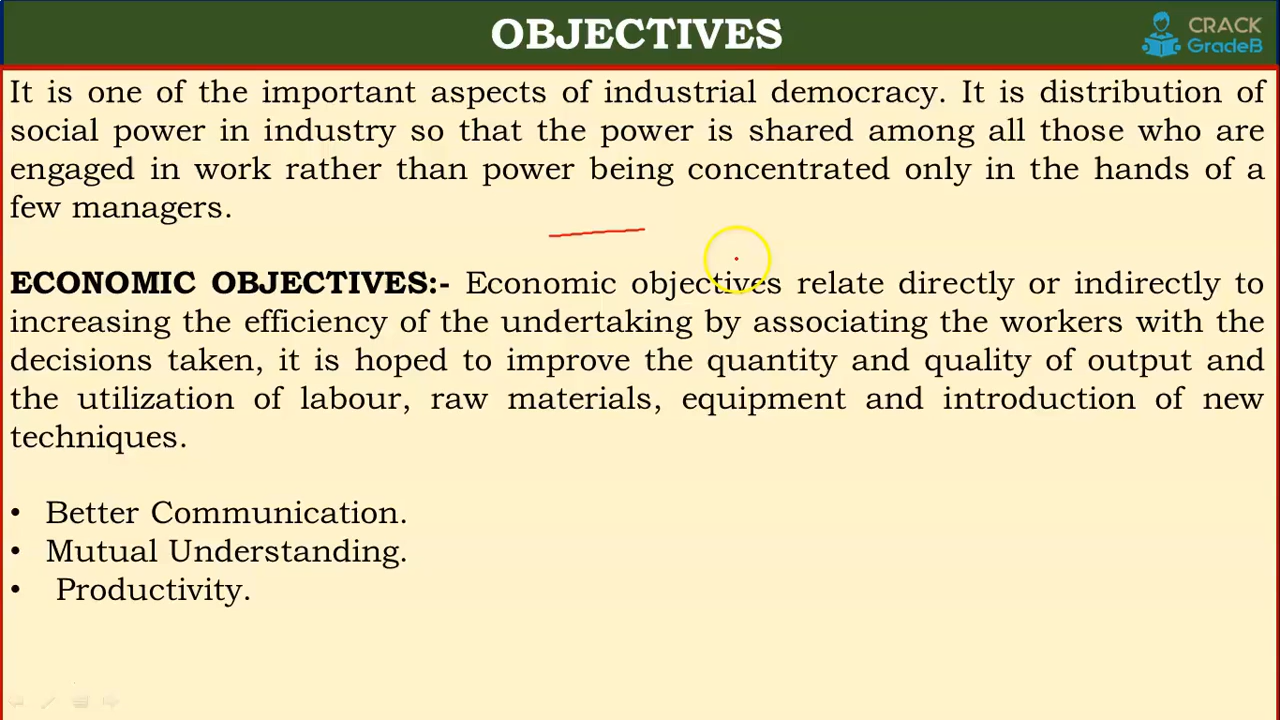 OBJECTIVES
CRACK
GradeB
It is one of the important aspects of industrial democracy. It is distribution of
social power in industry so that the power is shared among all those who are
engaged in work rather than power being concentrated only in the hands of a
few managers.
ECONOMIC OBJECTIVES:- Economic objectives relate directly or indirectly to
increasing the efficiency of the undertaking by associating the workers with the
decisions taken, it is hoped to improve the quantity and quality of output and
the utilization of labour, raw materials, equipment and introduction of new
techniques.
• Better Communication.
• Mutual Understanding.
• Productivity.